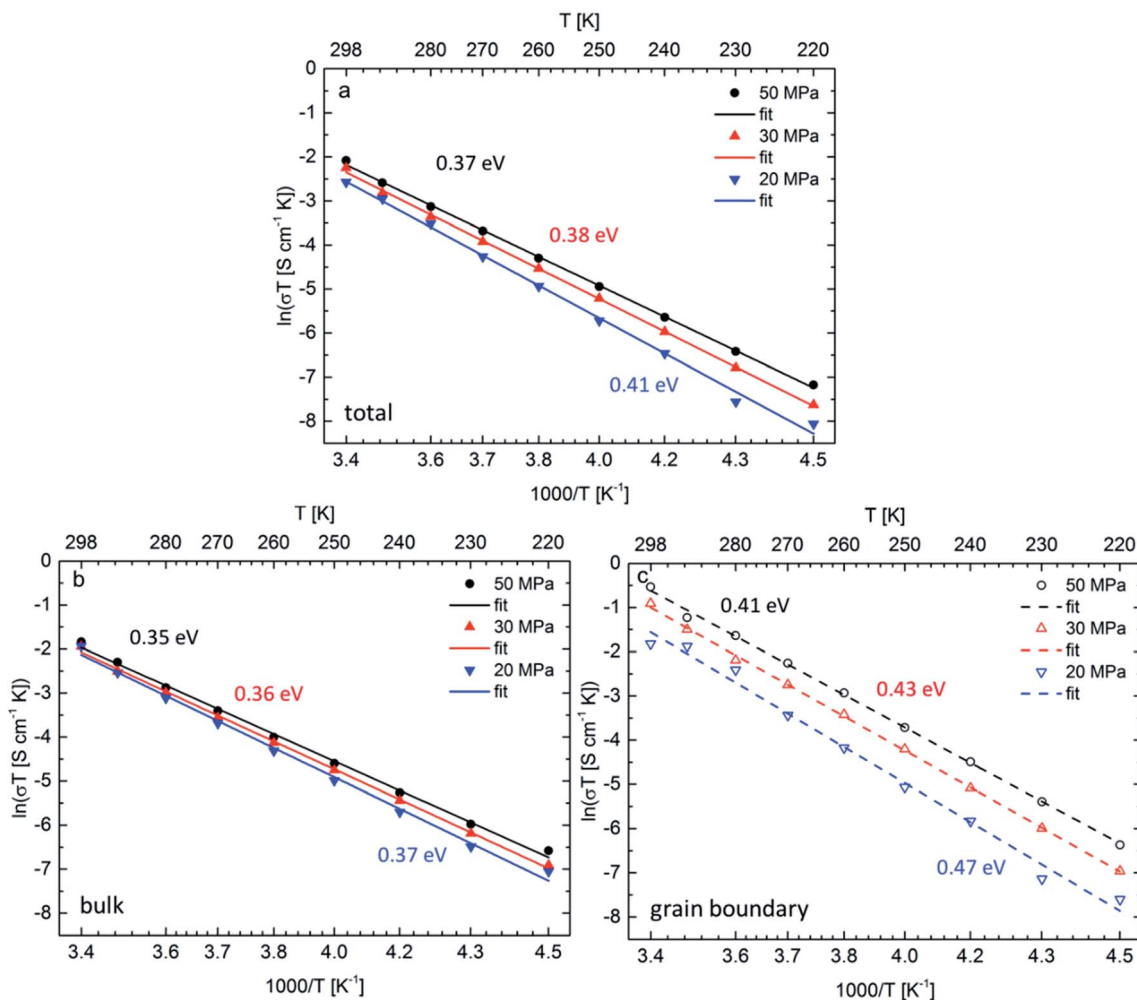 T [K]
298 280 270 260 250 240 230 220
a
50 MPa
fit
30 MPa
fit
20 MPa
fit
0.37 eV
0.38 eV
0.41 eV
total
ln(σT [S cm⁻¹ K])
0
-1
-2
-3
-4
-5
-6
-7
-8
3.4 3.6 3.7 3.8 4.0 4.2 4.3 4.5
1000/T [K⁻¹]
T [K]
298 280 270 260 250 240 230 220
b
50 MPa
fit
30 MPa
fit
20 MPa
fit
0.35 eV
0.36 eV
0.37 eV
bulk
ln(σT [S cm⁻¹ K])
0
-1
-2
-3
-4
-5
-6
-7
-8
3.4 3.6 3.7 3.8 4.0 4.2 4.3 4.5
1000/T [K⁻¹]
T [K]
298 280 270 260 250 240 230 220
c
50 MPa
fit
30 MPa
fit
20 MPa
fit
0.41 eV
0.43 eV
0.47 eV
grain boundary
ln(σT [S cm⁻¹ K])
0
-1
-2
-3
-4
-5
-6
-7
-8
3.4 3.6 3.7 3.8 4.0 4.2 4.3 4.5
1000/T [K⁻¹]